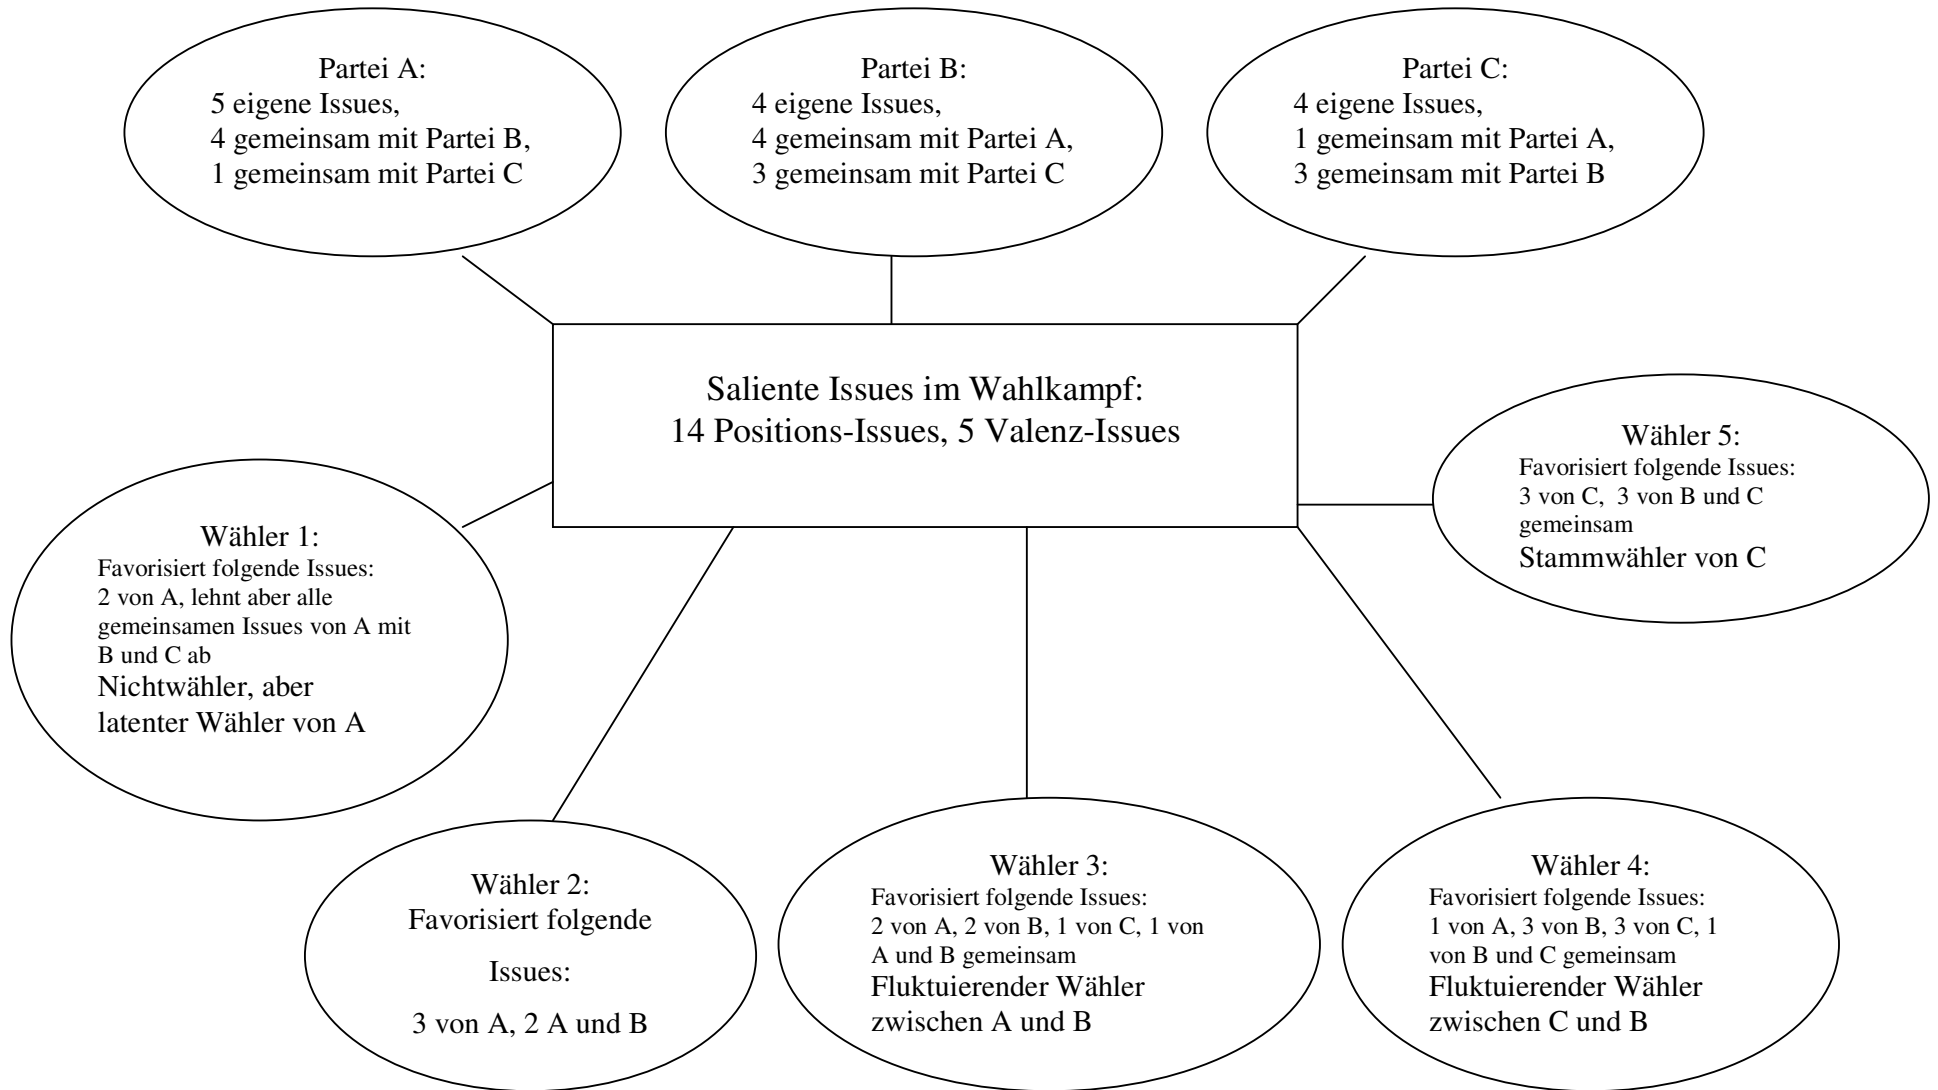 Partei A:
5 eigene Issues,
4 gemeinsam mit Partei B,
1 gemeinsam mit Partei C
Partei B:
4 eigene Issues,
4 gemeinsam mit Partei A,
3 gemeinsam mit Partei C
Partei C:
4 eigene Issues,
1 gemeinsam mit Partei A,
3 gemeinsam mit Partei B
Saliente Issues im Wahlkampf:
14 Positions-Issues, 5 Valenz-Issues
Wähler 5:
Favorisiert folgende Issues:
3 von C,  3 von B und C
gemeinsam
Stammwähler von C
Wähler 1:
Favorisiert folgende Issues:
2 von A, lehnt aber alle
gemeinsamen Issues von A mit
B und C ab
Nichtwähler, aber
latenter Wähler von A
Wähler 2:
Favorisiert folgende
Issues:
3 von A, 2 A und B
Wähler 3:
Favorisiert folgende Issues:
2 von A, 2 von B, 1 von C, 1 von
A und B gemeinsam
Fluktuierender Wähler
zwischen A und B
Wähler 4:
Favorisiert folgende Issues:
1 von A, 3 von B, 3 von C, 1
von B und C gemeinsam
Fluktuierender Wähler
zwischen C und B